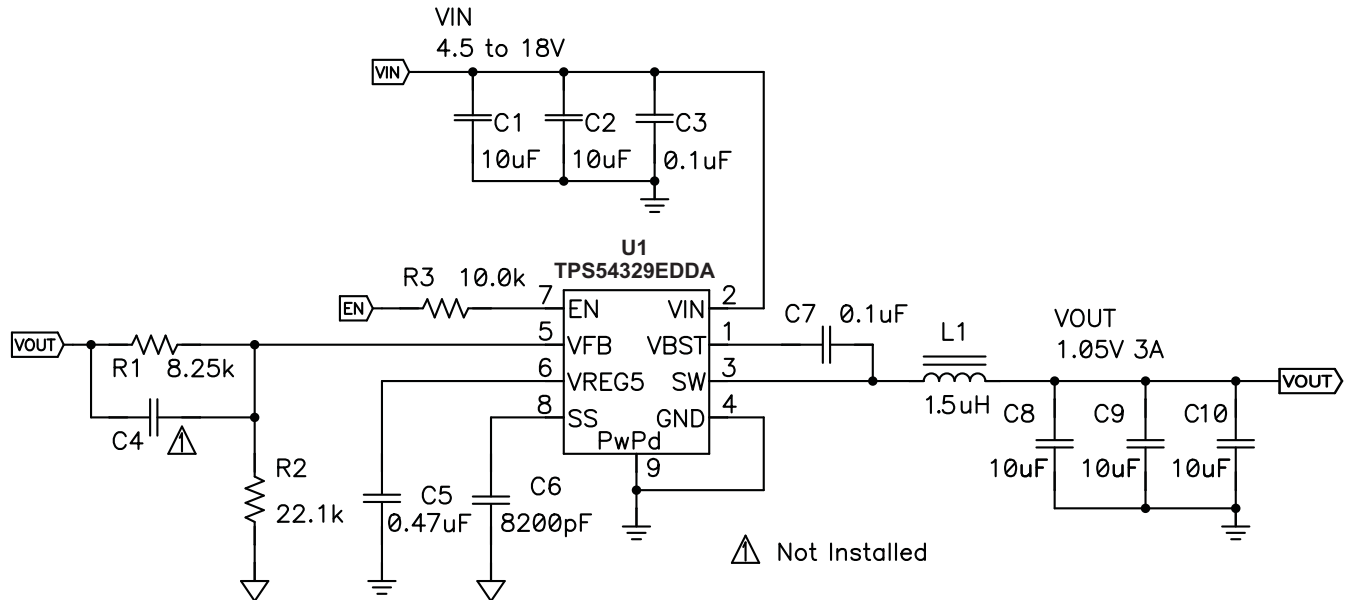 VIN
4.5 to 18V
VIN
C1
C2
C3
10uF
10uF
0.1uF
U1
TPS54329EDDA
R3 10.0k
7
EN
VIN
2
EN
C7 0.1uF
VOUT
5
VFB
VBST
1
L1
VOUT
1.05V 3A
R1 8.25k
6
VREG5
SW
3
VOUT
1.5uH
C8
C9
C10
8
SS
GND
4
C4
1
PwPd
9
R2
22.1k
10uF
10uF
10uF
C5
0.47uF
C6
8200pF
1 Not Installed